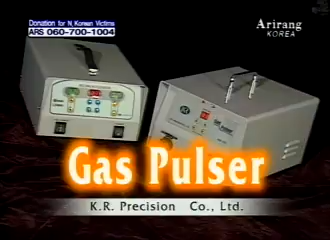 Donation for N.Korean Victims
ARS 060-700-1004
Arirang
KOREA
Gas Pulser
K.R. Precision Co., Ltd.